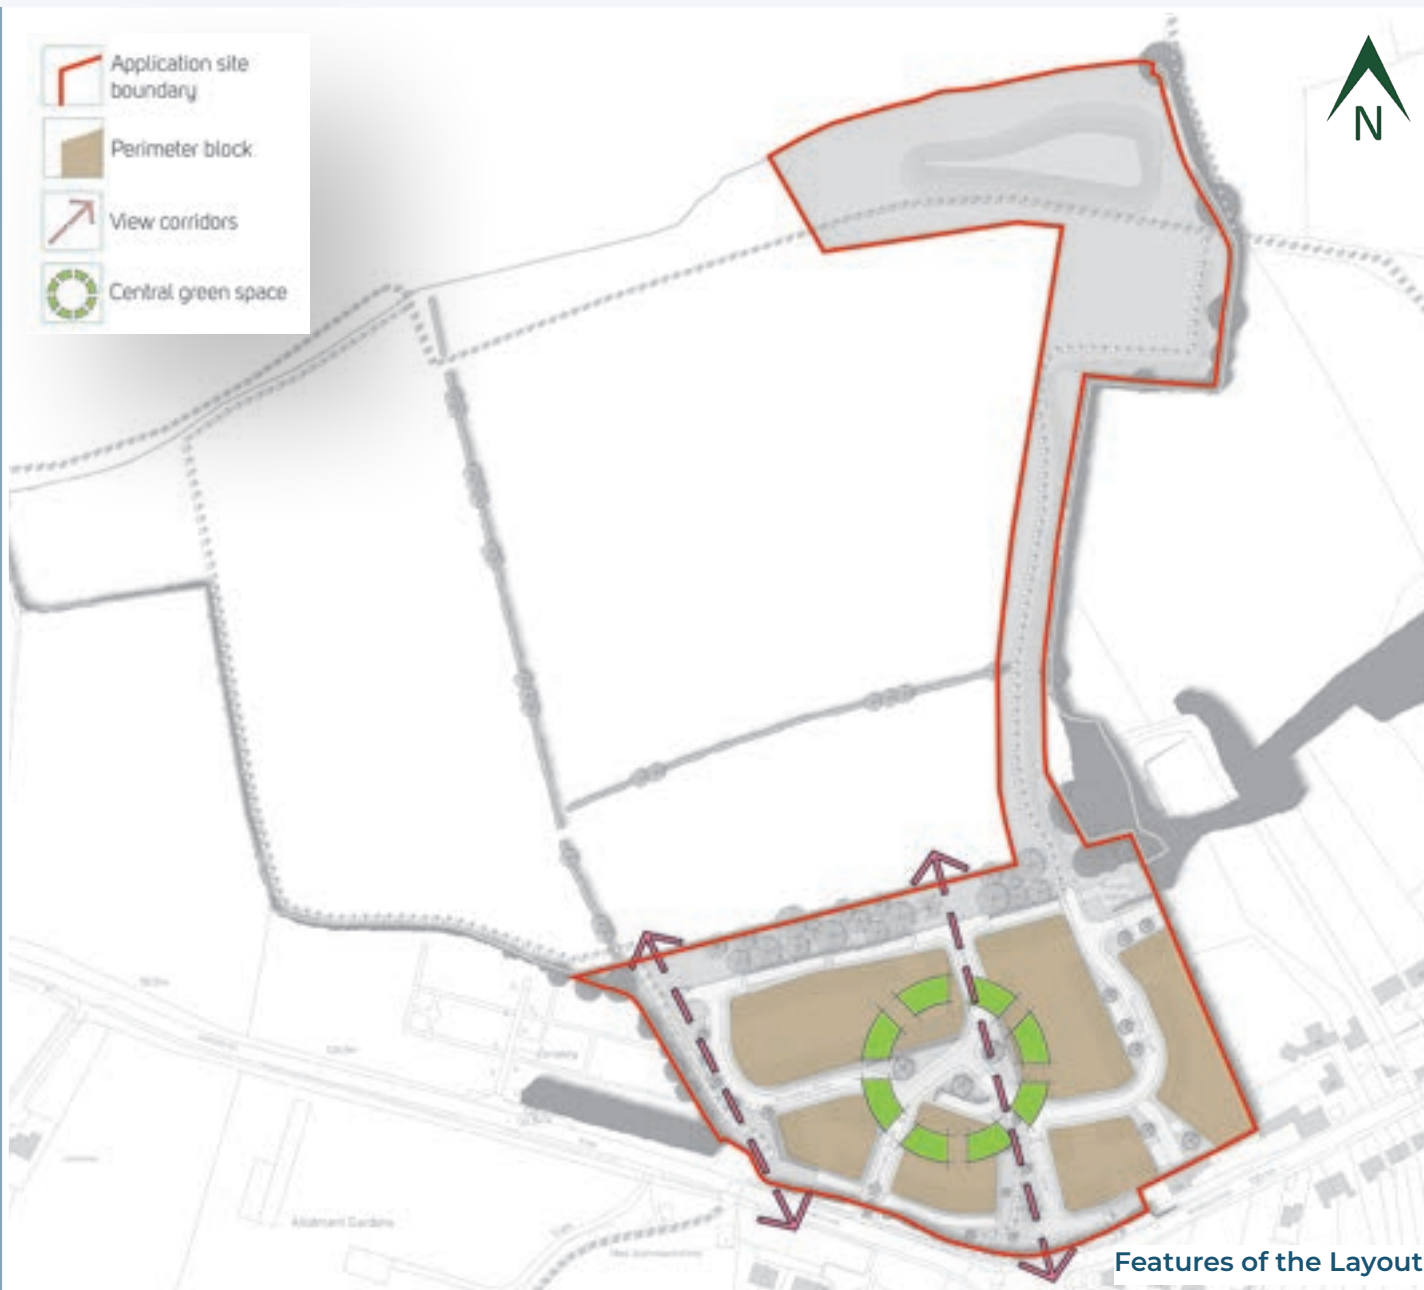 Application site
boundary
Perimeter block
View corridors
Central green space
N
Allotment Gardens
Features of the Layout